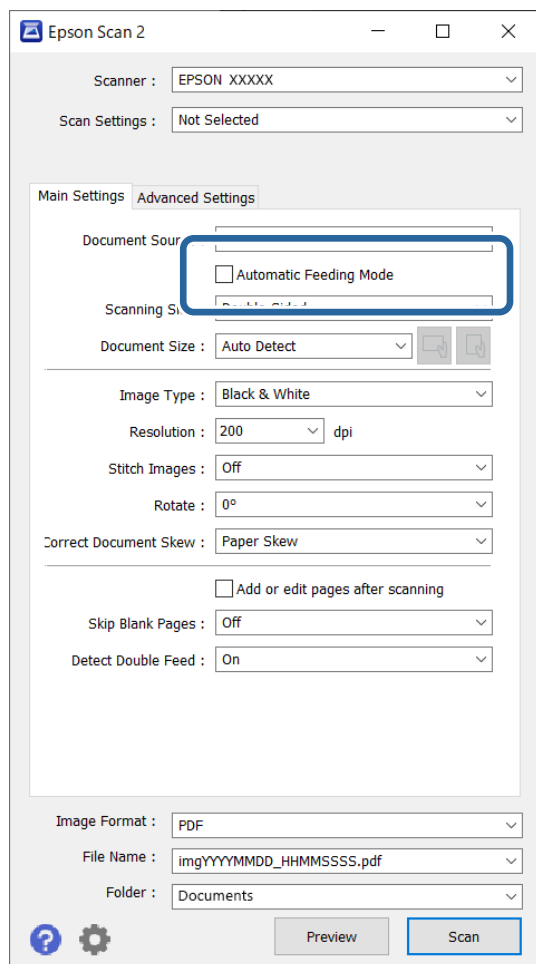 Epson Scan 2
Scanner : EPSON XXXXX
Scan Settings : Not Selected
Main Settings Advanced Settings
Document
Automatic Feeding Mode
Scanning
Document Size : Auto Detect
Image Type : Black & White
Resolution : 200 dpi
Stitch Images : Off
Rotate : 0°
Correct Document Skew : Paper Skew
Add or edit pages after scanning
Skip Blank Pages : Off
Detect Double Feed : On
Image Format : PDF
File Name : imgYYYYMMDD_HHMMSSSS.pdf
Folder : Documents
? Preview Scan